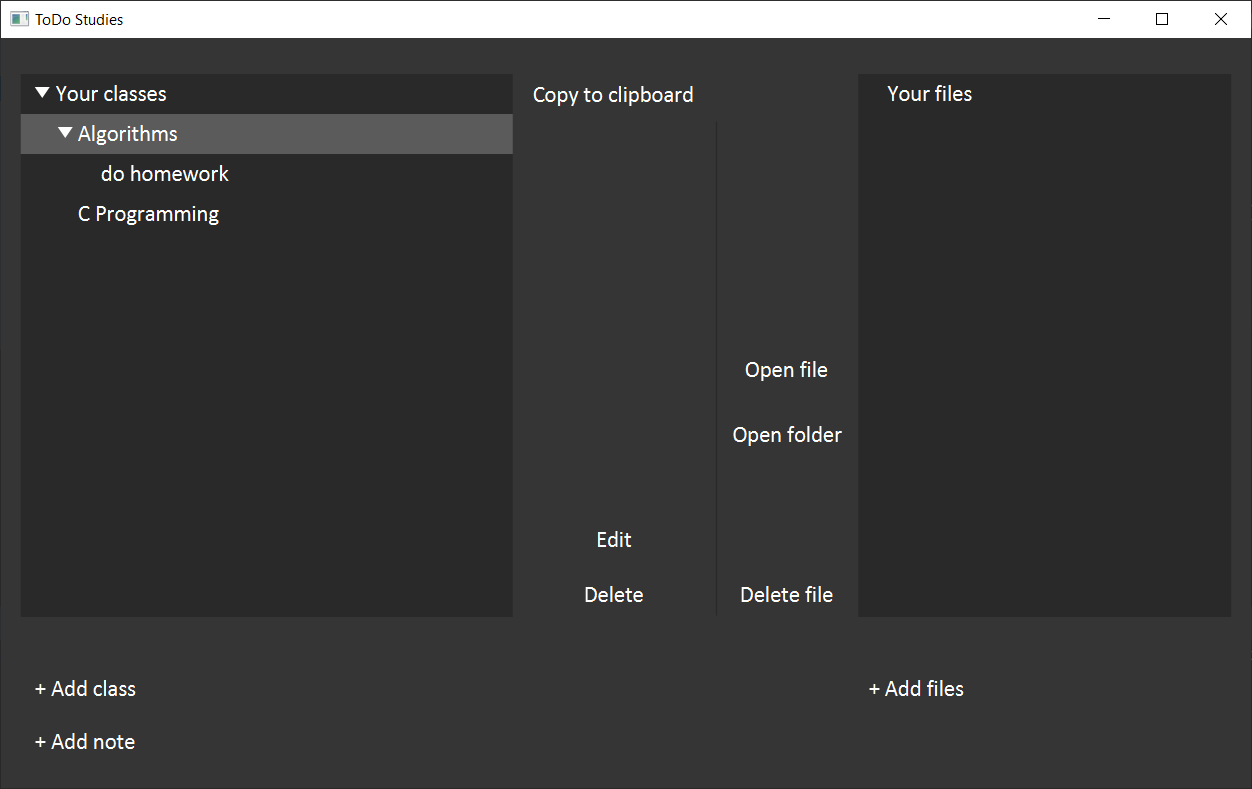 ToDo Studies
Your classes
Algorithms
do homework
C Programming
Copy to clipboard
Edit
Delete
Open file
Open folder
Delete file
Your files
+ Add class
+ Add note
+ Add files